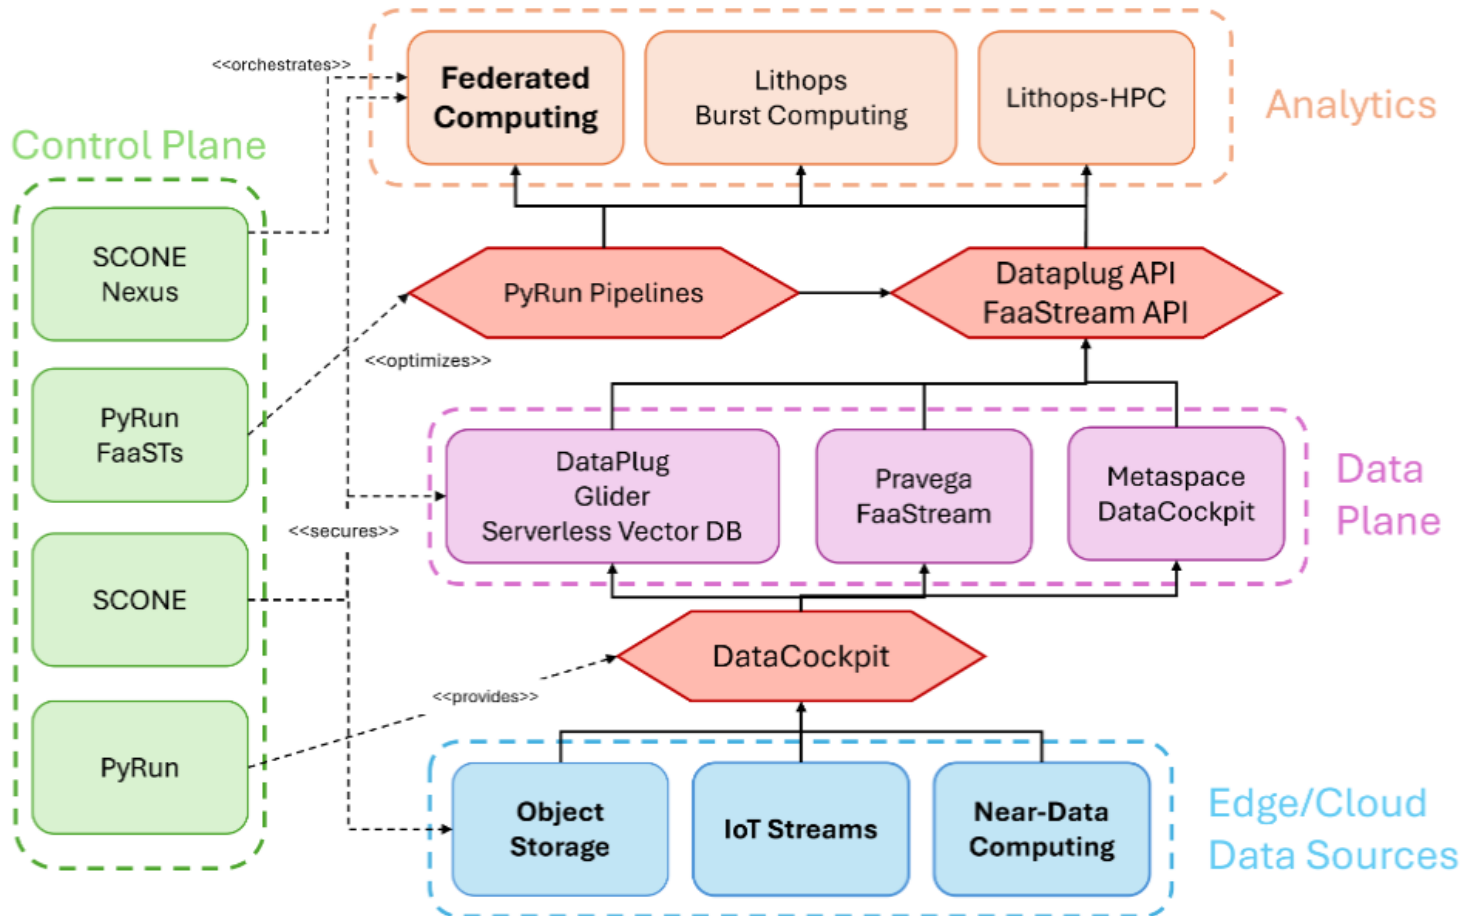 <<orchestrates>>
Federated
Computing
Lithops
Burst Computing
Lithops-HPC
Analytics
Control Plane
SCONE
Nexus
PyRun Pipelines
Dataplug API
FaaStream API
<<optimizes>>
PyRun
FaaSTs
DataPlug
Glider
Serverless Vector DB
Pravega
FaaStream
Metaspace
DataCockpit
Data
Plane
<<secures>>
SCONE
DataCockpit
<<provides>>
PyRun
Object
Storage
IoT Streams
Near-Data
Computing
Edge/Cloud
Data Sources